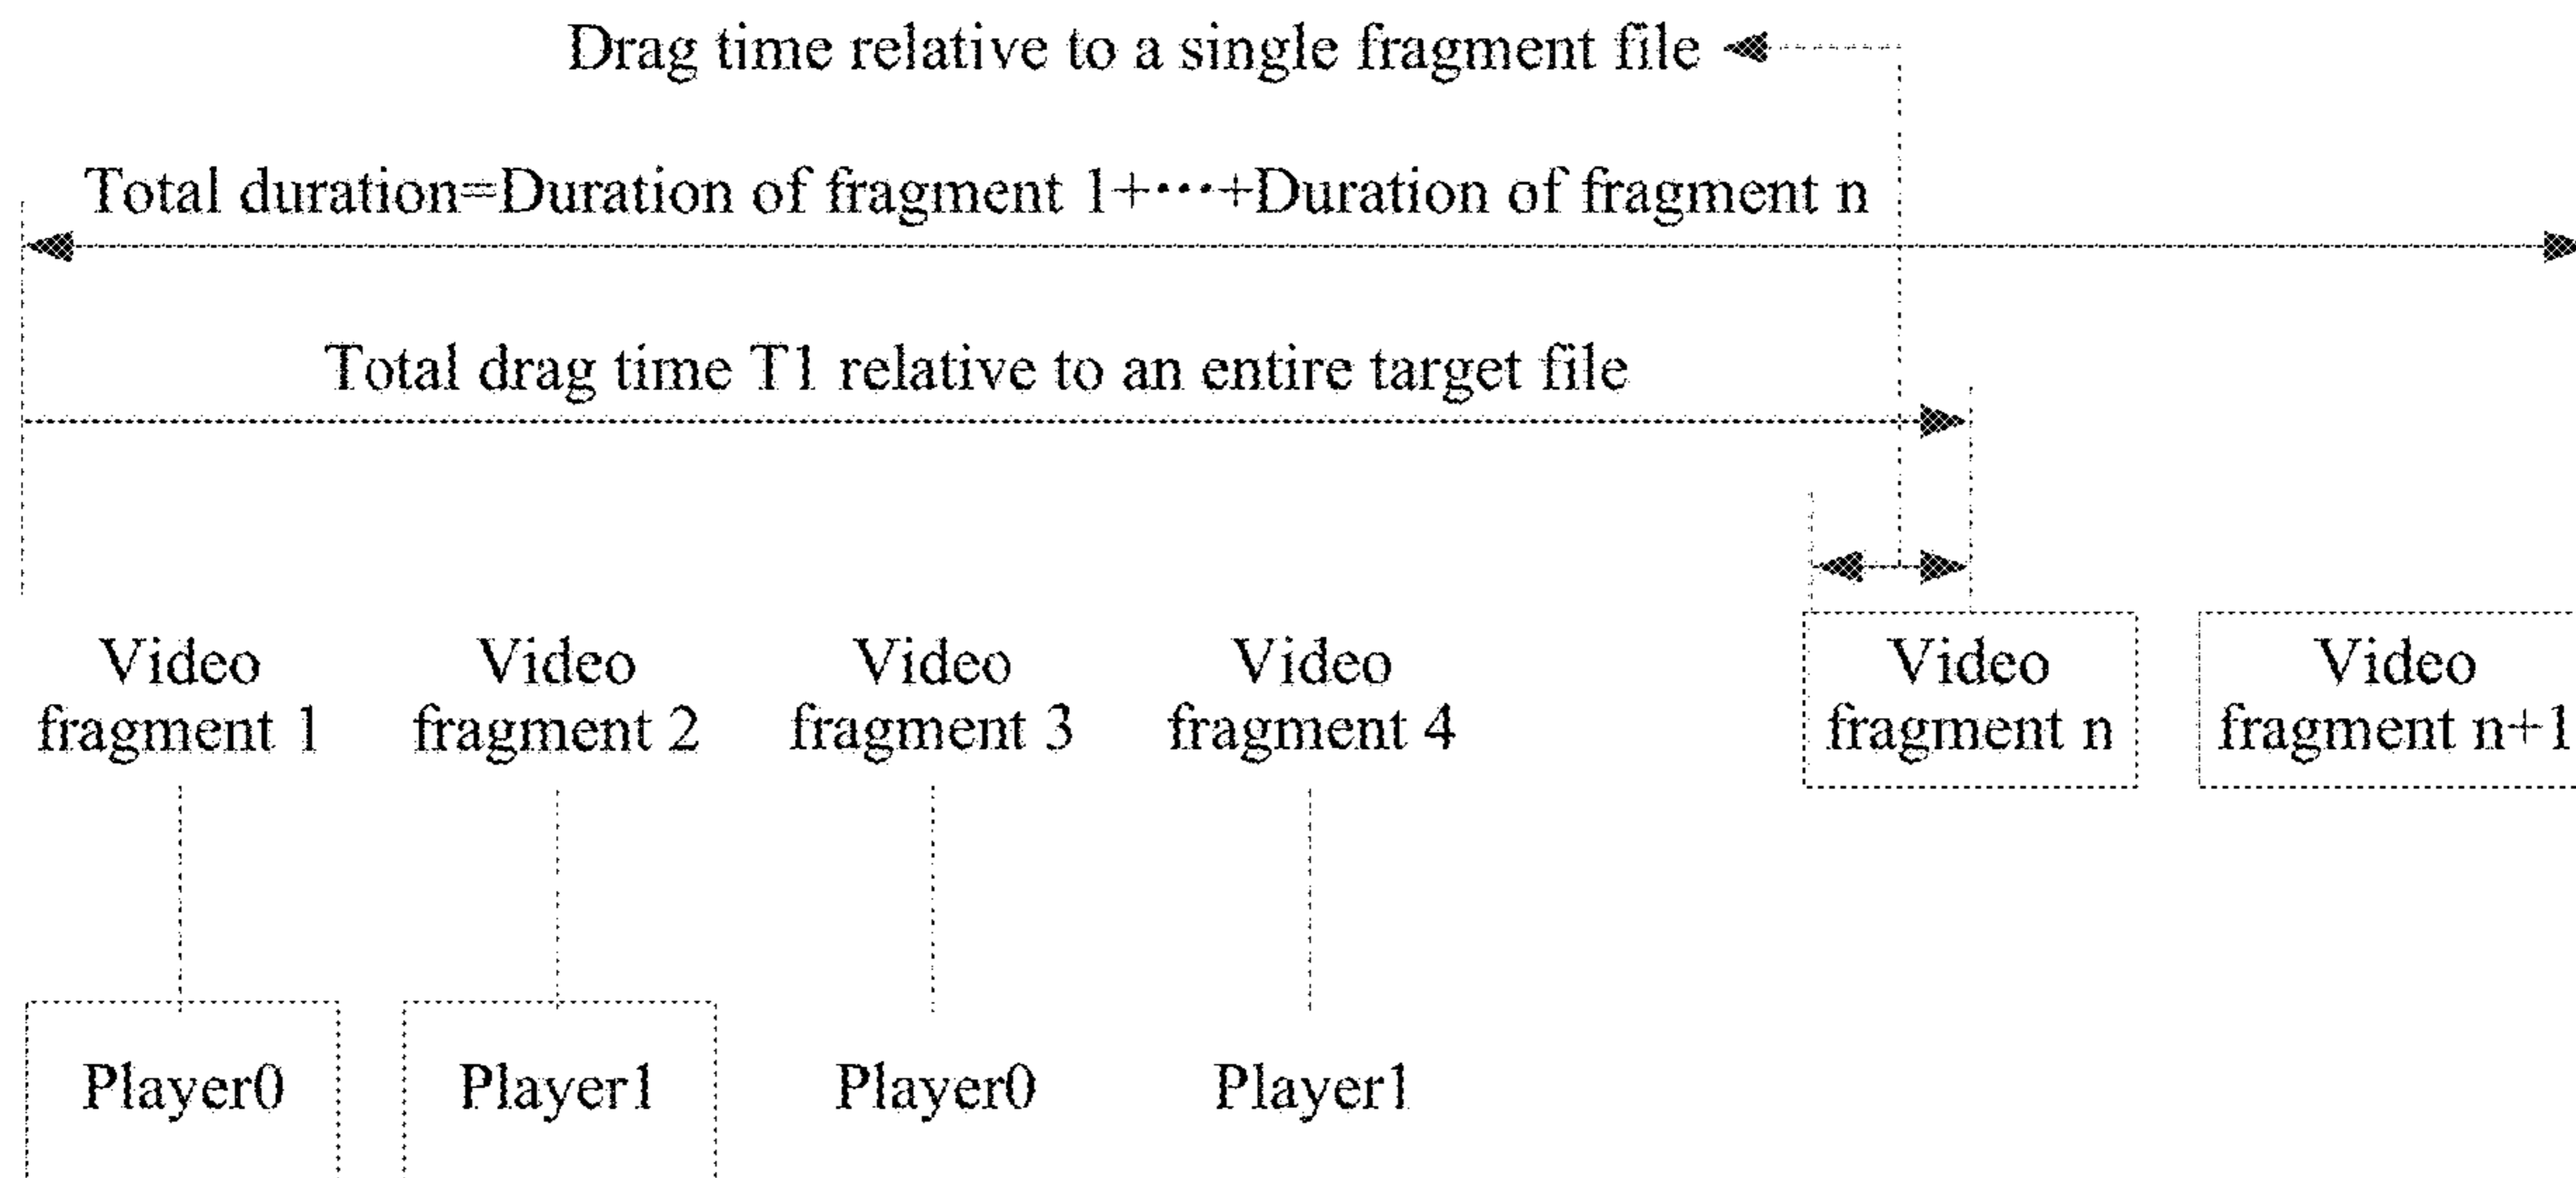 Drag time relative to a single fragment file
Total duration=Duration of fragment 1+···+Duration of fragment n
Total drag time T1 relative to an entire target file
Video fragment 1
Video fragment 2
Video fragment 3
Video fragment 4
Video fragment n
Video fragment n+1
Player0
Player1
Player0
Player1